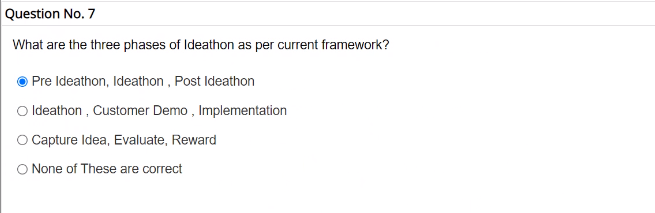 Question No. 7
What are the three phases of Ideathon as per current framework?
Pre Ideathon, Ideathon , Post Ideathon
Ideathon , Customer Demo , Implementation
Capture Idea, Evaluate, Reward
None of These are correct